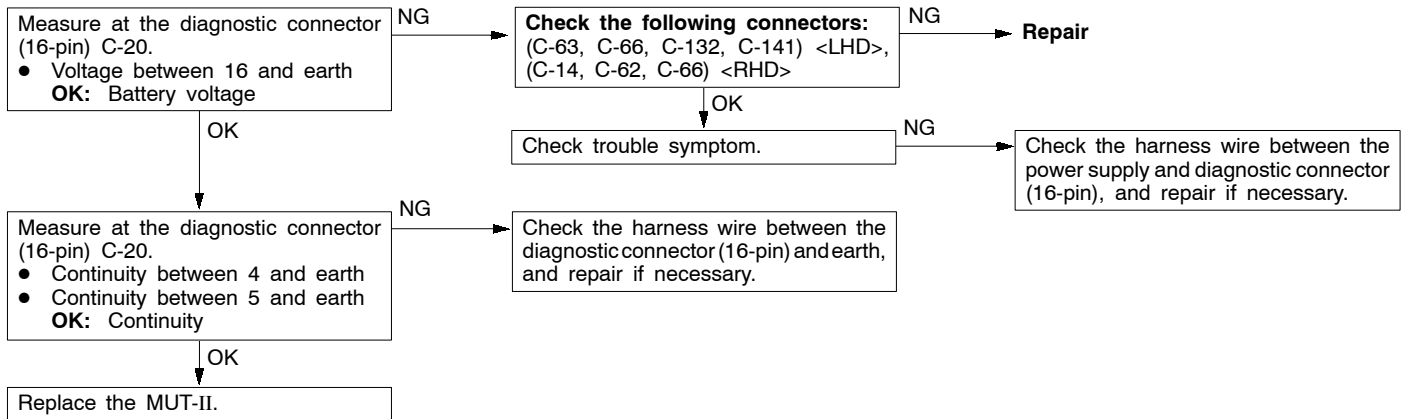 Measure at the diagnostic connector
(16-pin) C-20.
● Voltage between 16 and earth
OK: Battery voltage
NG
Check the following connectors:
(C-63, C-66, C-132, C-141) <LHD>,
(C-14, C-62, C-66) <RHD>
NG
Repair
OK
OK
Check trouble symptom.
NG
Check the harness wire between the
power supply and diagnostic connector
(16-pin), and repair if necessary.
Measure at the diagnostic connector
(16-pin) C-20.
● Continuity between 4 and earth
● Continuity between 5 and earth
OK: Continuity
NG
Check the harness wire between the
diagnostic connector (16-pin) and earth,
and repair if necessary.
OK
Replace the MUT-II.